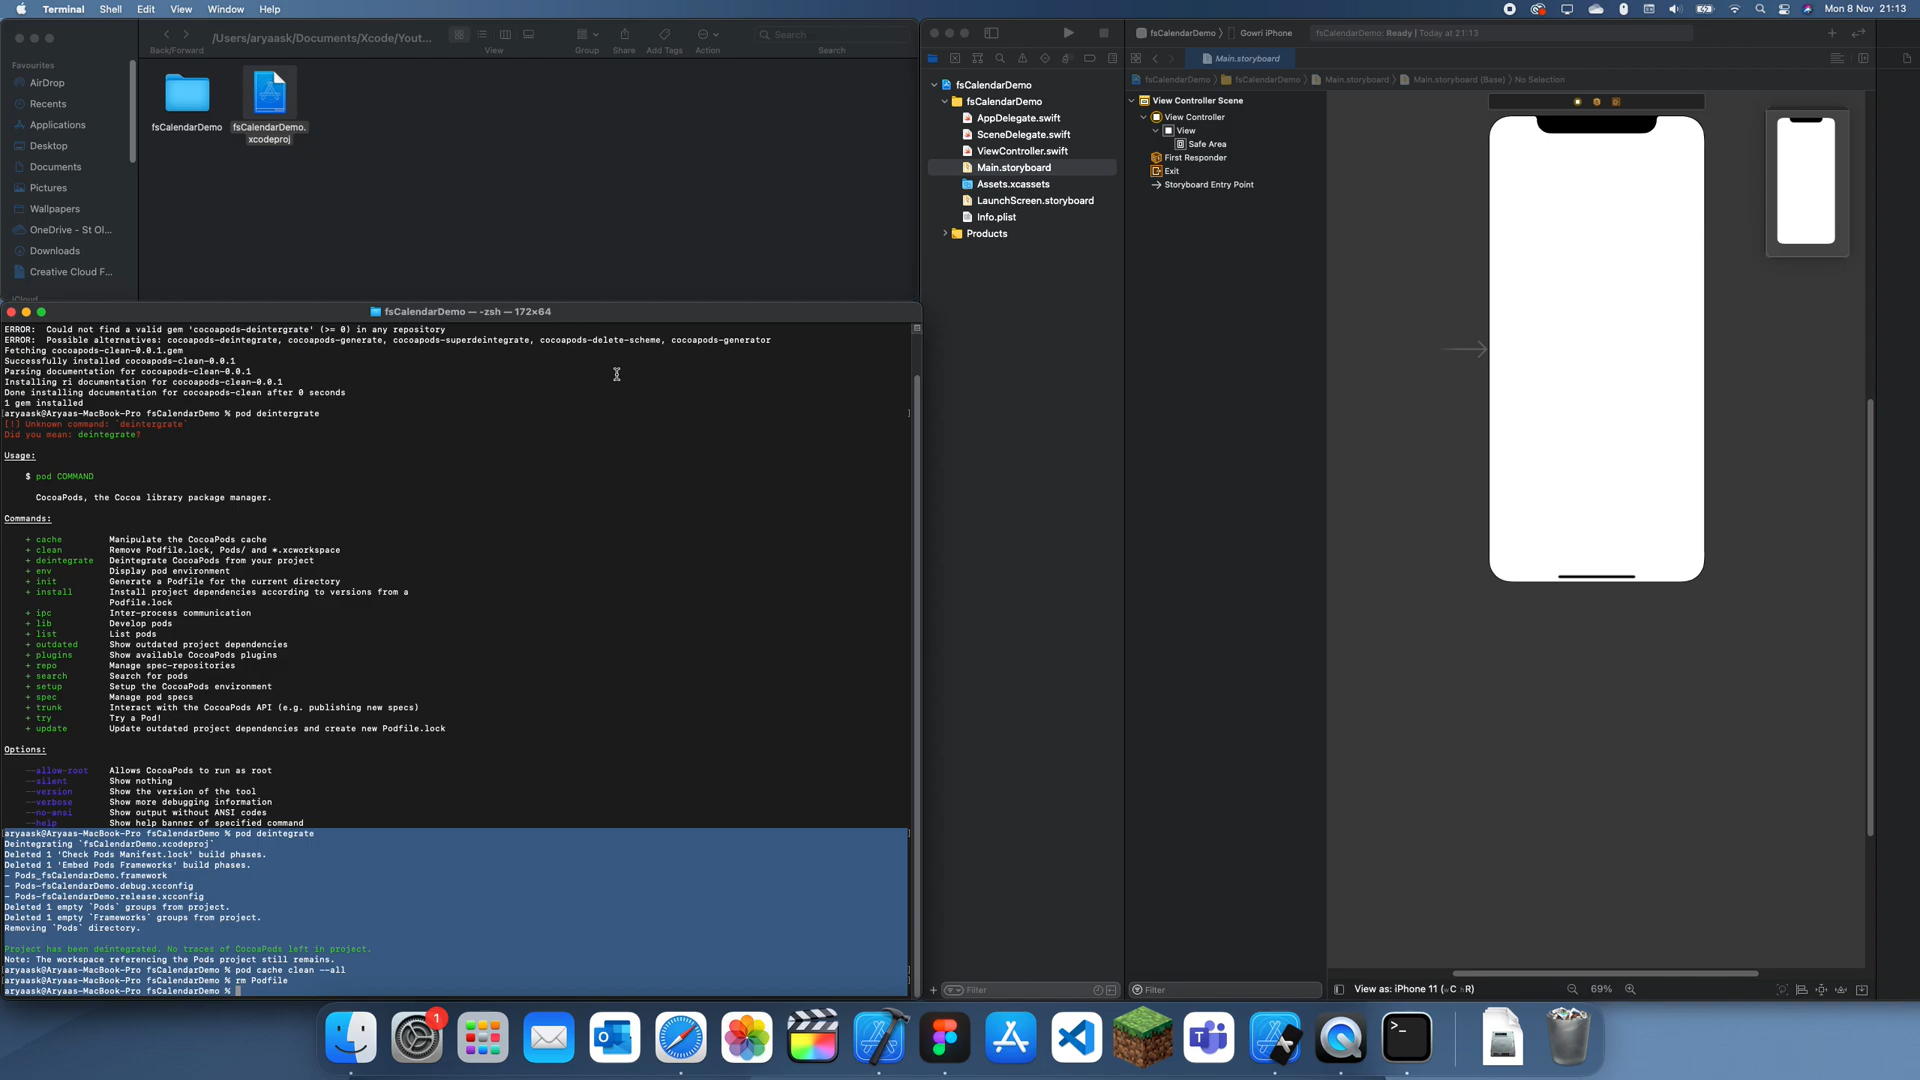 Terminal Shell Edit View Window Help
Mon 8 Nov 21:13
/Users/aryaask/Documents/Xcode/Yout...
Back/Forward View Group Share Add Tags Action Search
Search
Favourites
AirDrop
Recents
Applications
Desktop
Documents
Pictures
Wallpapers
OneDrive - St Ol...
Downloads
Creative Cloud F...
iCloud
fsCalendarDemo
fsCalendarDemo.
xcodeproj
fsCalendarDemo — -zsh — 172×64
ERROR:  Could not find a valid gem 'cocoapods-deintergrate' (>= 0) in any repository
ERROR:  Possible alternatives: cocoapods-deintegrate, cocoapods-generate, cocoapods-superdeintegrate, cocoapods-delete-scheme, cocoapods-generator
Fetching cocoapods-clean-0.0.1.gem
Successfully installed cocoapods-clean-0.0.1
Parsing documentation for cocoapods-clean-0.0.1
Installing ri documentation for cocoapods-clean-0.0.1
Done installing documentation for cocoapods-clean after 0 seconds
1 gem installed
[aryaask@Aryaas-MacBook-Pro fsCalendarDemo % pod deintergrate ]
[!] Unknown command: `deintergrate`
Did you mean: deintegrate?
Usage:
$ pod COMMAND
CocoaPods, the Cocoa library package manager.
Commands:
+ cache Manipulate the CocoaPods cache
+ clean Remove Podfile.lock, Pods/ and *.xcworkspace
+ deintegrate Deintegrate CocoaPods from your project
+ env Display pod environment
+ init Generate a Podfile for the current directory
+ install Install project dependencies according to versions from a
Podfile.lock
+ ipc Inter-process communication
+ lib Develop pods
+ list List pods
+ outdated Show outdated project dependencies
+ plugins Show available CocoaPods plugins
+ repo Manage spec-repositories
+ search Search for pods
+ setup Setup the CocoaPods environment
+ spec Manage pod specs
+ trunk Interact with the CocoaPods API (e.g. publishing new specs)
+ try Try a Pod!
+ update Update outdated project dependencies and create new Podfile.lock
Options:
--allow-root Allows CocoaPods to run as root
--silent Show nothing
--version Show the version of the tool
--verbose Show more debugging information
--no-ansi Show output without ANSI codes
--help Show help banner of specified command
[aryaask@Aryaas-MacBook-Pro fsCalendarDemo % pod deintegrate ]
Deintegrating `fsCalendarDemo.xcodeproj`
Deleted 1 'Check Pods Manifest.lock' build phases.
Deleted 1 'Embed Pods Frameworks' build phases.
- Pods_fsCalendarDemo.framework
- Pods-fsCalendarDemo.debug.xcconfig
- Pods-fsCalendarDemo.release.xcconfig
Deleted 1 empty `Pods` groups from project.
Deleted 1 empty `Frameworks` groups from project.
Removing `Pods` directory.
Project has been deintegrated. No traces of CocoaPods left in project.
Note: The workspace referencing the Pods project still remains.
[aryaask@Aryaas-MacBook-Pro fsCalendarDemo % pod cache clean --all ]
[aryaask@Aryaas-MacBook-Pro fsCalendarDemo % rm Podfile ]
aryaask@Aryaas-MacBook-Pro fsCalendarDemo %
fsCalendarDemo Gowri iPhone fsCalendarDemo: Ready | Today at 21:13
Main.storyboard
fsCalendarDemo fsCalendarDemo Main.storyboard Main.storyboard (Base) No Selection
fsCalendarDemo
fsCalendarDemo
AppDelegate.swift
SceneDelegate.swift
ViewController.swift
Main.storyboard
Assets.xcassets
LaunchScreen.storyboard
Info.plist
Products
View Controller Scene
View Controller
View
Safe Area
First Responder
Exit
Storyboard Entry Point
Filter
Filter
View as: iPhone 11 (wC hR)
69%
1